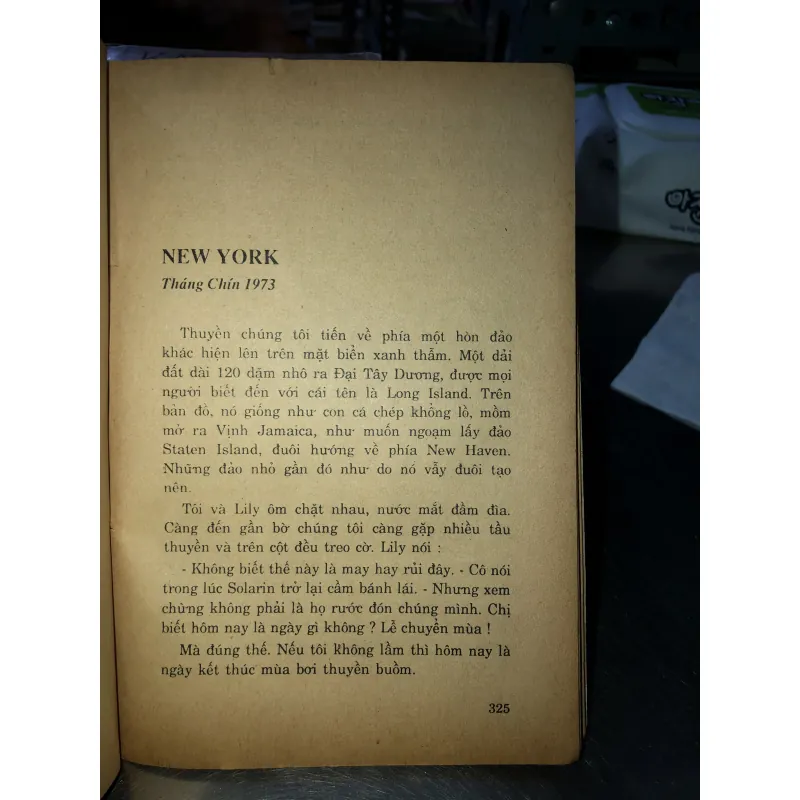 NEW YORK
Tháng Chín 1973
Thuyền chúng tôi tiến về phía một hòn đảo
khác hiện lên trên mặt biển xanh thẳm. Một dải
đất dài 120 dặm nhô ra Đại Tây Dương, được mọi
người biết đến với cái tên là Long Island. Trên
bản đồ, nó giống như con cá chép khổng lồ, mồm
mở ra Vịnh Jamaica, như muốn ngoạm lấy đảo
Staten Island, đuôi hướng về phía New Haven.
Những đảo nhỏ gần đó như do nó vẫy đuôi tạo
nên.
Tôi và Lily ôm chặt nhau, nước mắt đầm đìa.
Càng đến gần bờ chúng tôi càng gặp nhiều tầu
thuyền và trên cột đều treo cờ. Lily nói :
- Không biết thế này là may hay rủi đây. - Cô nói
trong lúc Solarin trở lại cầm bánh lái. - Nhưng xem
chừng không phải là họ rước đón chúng mình. Chị
biết hôm nay là ngày gì không ? Lễ chuyển mùa !
Mà đúng thế. Nếu tôi không lầm thì hôm nay là
ngày kết thúc mùa bơi thuyền buồm.
325